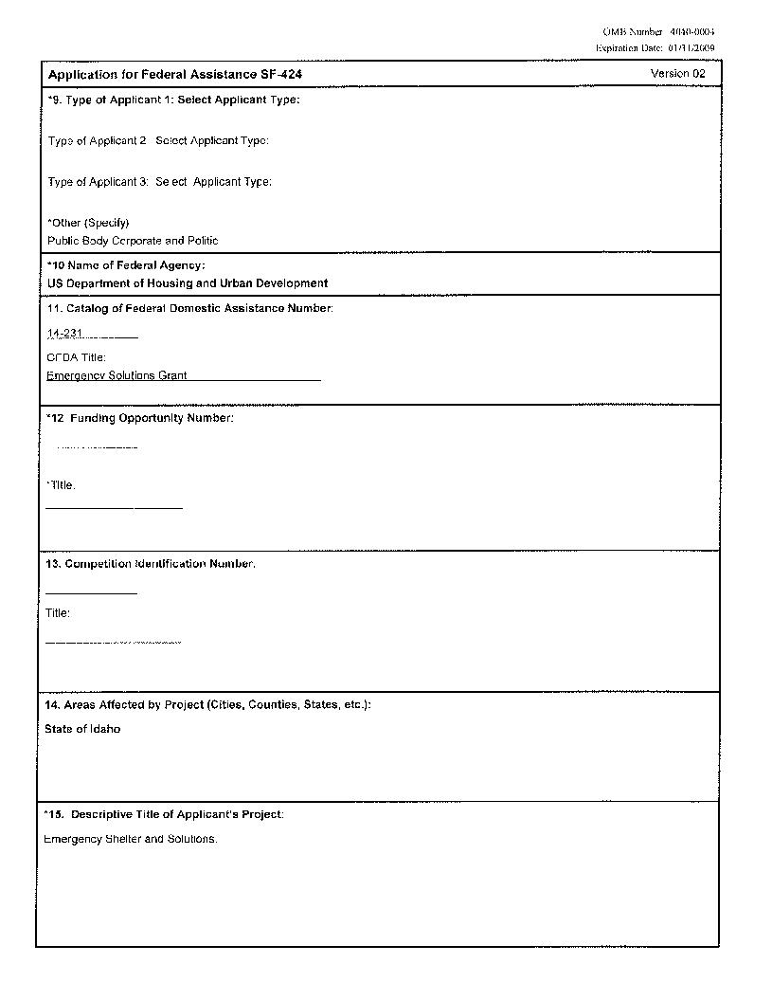 OMB Number: 4040-0004
Expiration Date: 01/31/2009
Application for Federal Assistance SF-424 Version 02
*9. Type of Applicant 1: Select Applicant Type:
Type of Applicant 2: Select Applicant Type:
Type of Applicant 3: Select Applicant Type:
*Other (Specify)
Public Body Corporate and Politic
*10 Name of Federal Agency:
US Department of Housing and Urban Development
11. Catalog of Federal Domestic Assistance Number:
14-231
CFDA Title:
Emergency Solutions Grant
*12 Funding Opportunity Number:
*Title:
13. Competition Identification Number:
Title:
14. Areas Affected by Project (Cities, Counties, States, etc.):
State of Idaho
*15. Descriptive Title of Applicant's Project:
Emergency Shelter and Solutions.